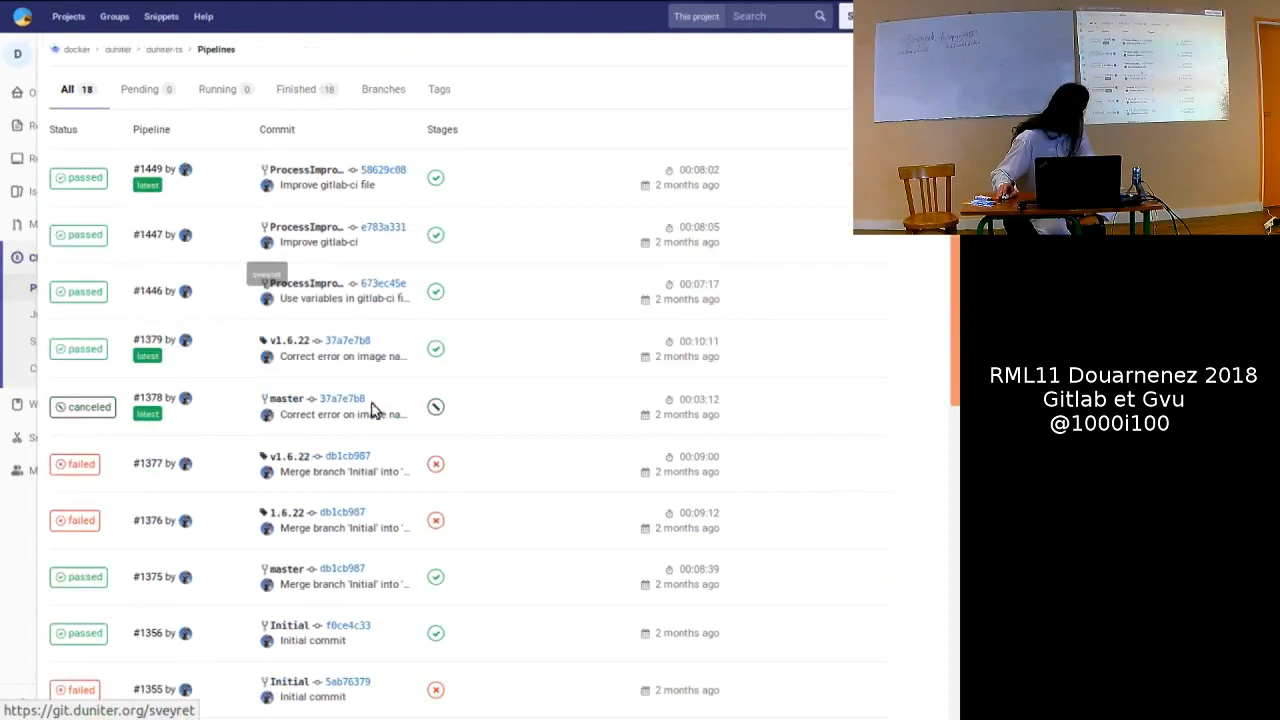 Projects Groups Snippets Help This project Search
D docker › duniter › duniter-ts › Pipelines
All 18 Pending 0 Running 0 Finished 18 Branches Tags
Status Pipeline Commit Stages
passed #1449 by ProcessImpro... 58629c08 00:08:02
latest Improve gitlab-ci file 2 months ago
passed #1447 by ProcessImpro... e783a331 00:08:05
Improve gitlab-ci 2 months ago
sveyret
passed #1446 by ProcessImpro... 673ec45e 00:07:17
Use variables in gitlab-ci fi... 2 months ago
passed #1379 by v1.6.22 37a7e7b8 00:10:11
latest Correct error on image na... 2 months ago
canceled #1378 by master 37a7e7b8 00:03:12
latest Correct error on image na... 2 months ago
failed #1377 by v1.6.22 db1cb987 00:09:00
Merge branch 'Initial' into '... 2 months ago
failed #1376 by 1.6.22 db1cb987 00:09:12
Merge branch 'Initial' into '... 2 months ago
passed #1375 by master db1cb987 00:08:39
Merge branch 'Initial' into '... 2 months ago
passed #1356 by Initial f0ce4c33
Initial commit 2 months ago
failed #1355 by Initial 5ab76379
Initial commit 2 months ago
https://git.duniter.org/sveyret
RML11 Douarnenez 2018
Gitlab et Gvu
@1000i100